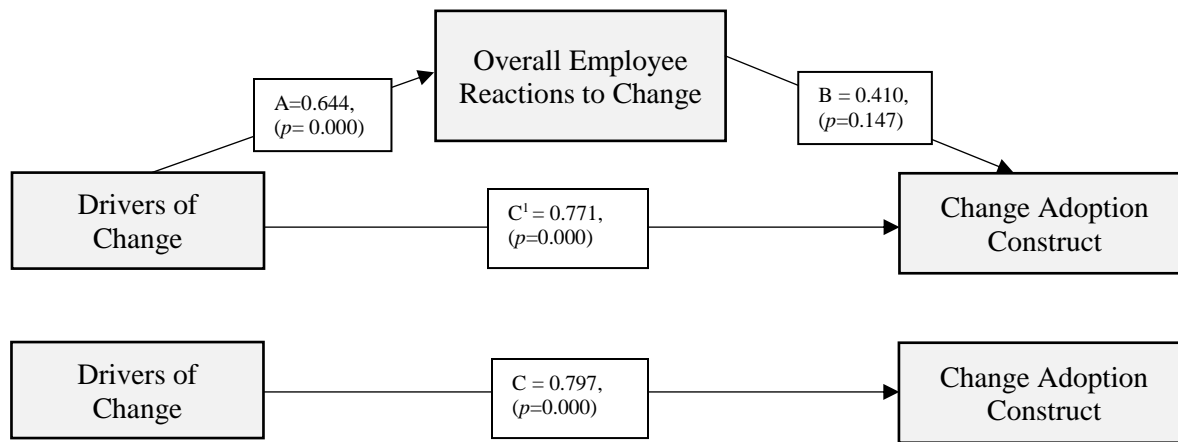 Overall Employee
Reactions to Change
A=0.644,
(p= 0.000)
B = 0.410,
(p=0.147)
Drivers of
Change
C¹ = 0.771,
(p=0.000)
Change Adoption
Construct
Drivers of
Change
C = 0.797,
(p=0.000)
Change Adoption
Construct